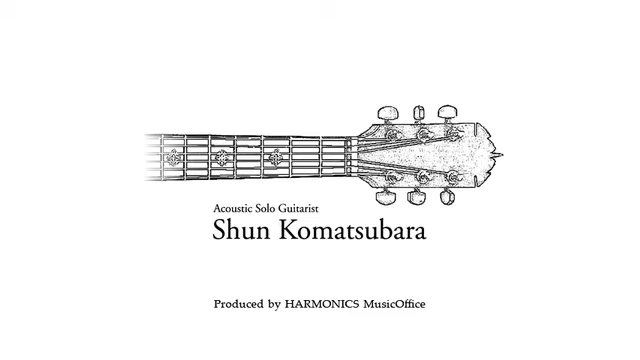 Acoustic Solo Guitarist
Shun Komatsubara
Produced by HARMONICS MusicOffice